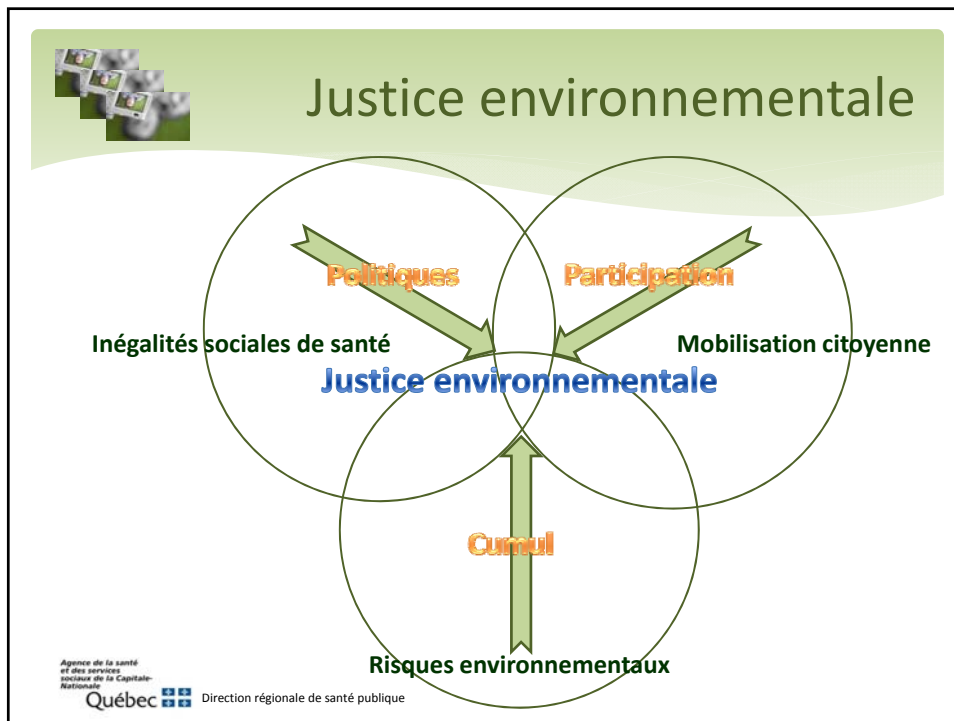 Justice environnementale
Politiques
Participation
Inégalités sociales de santé
Mobilisation citoyenne
Justice environnementale
Cumul
Risques environnementaux
Agence de la santé
et des services
sociaux de la Capitale-
Nationale
Québec
Direction régionale de santé publique